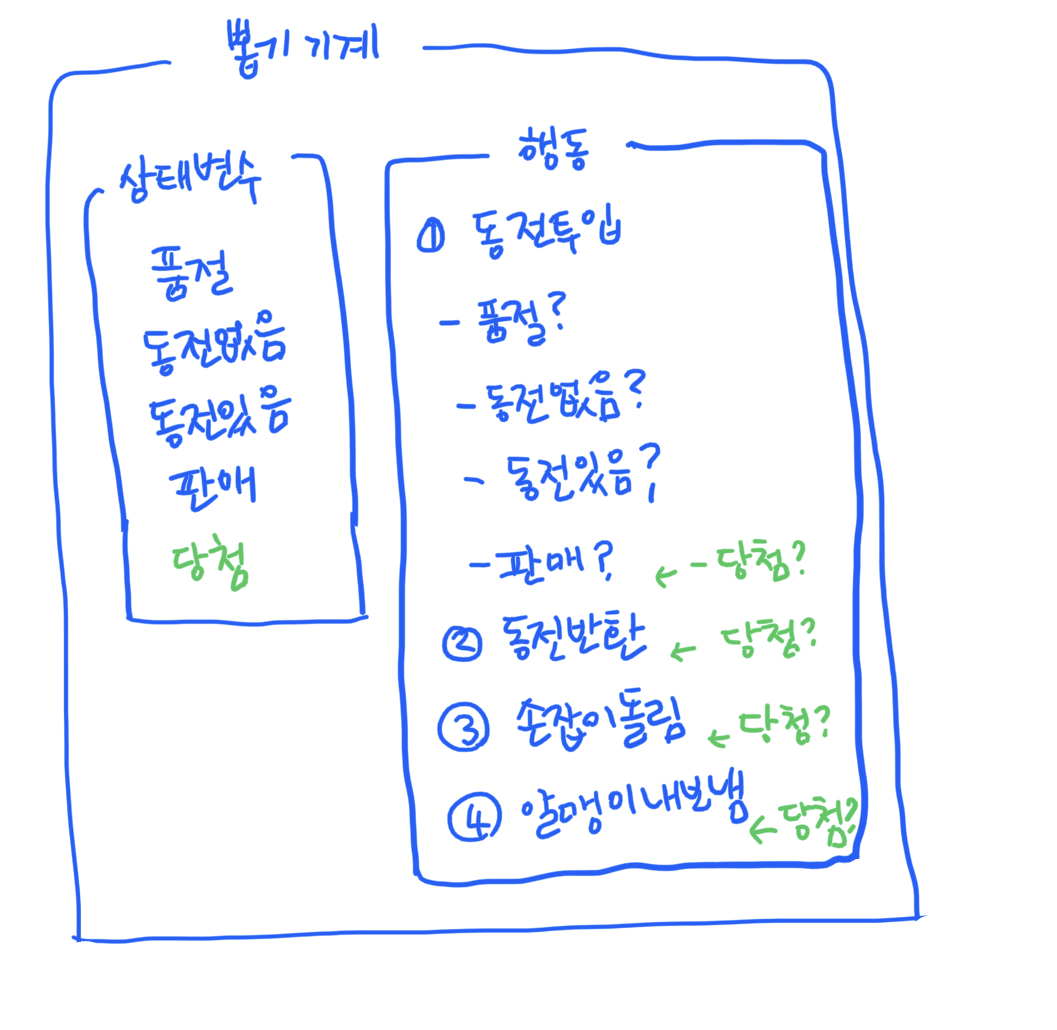 뽑기 기계
상태변수
품절
동전없음
동전있음
판매
당첨
행동
① 동전투입
- 품절?
- 동전없음?
- 동전있음?
- 판매? ← - 당첨?
② 동전반환 ← 당첨?
③ 손잡이돌림 ← 당첨?
④ 알맹이내보냄 ← 당첨?